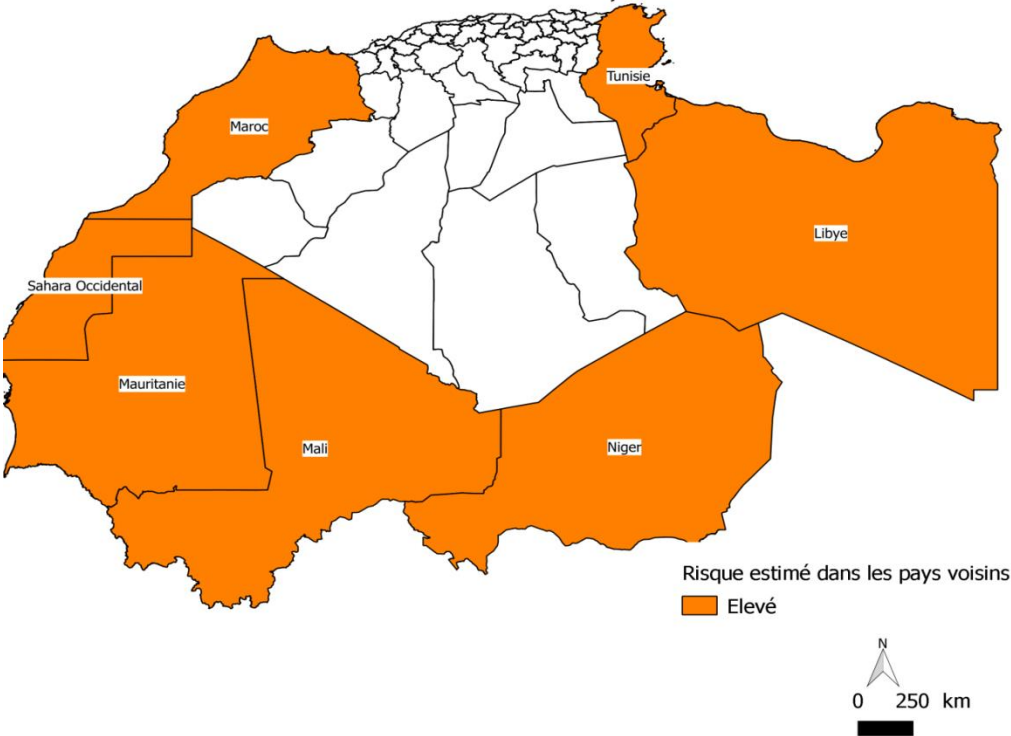 Tunisie
Maroc
Libye
Sahara Occidental
Mauritanie
Mali
Niger
Risque estimé dans les pays voisins
Elevé
N
0 250 km